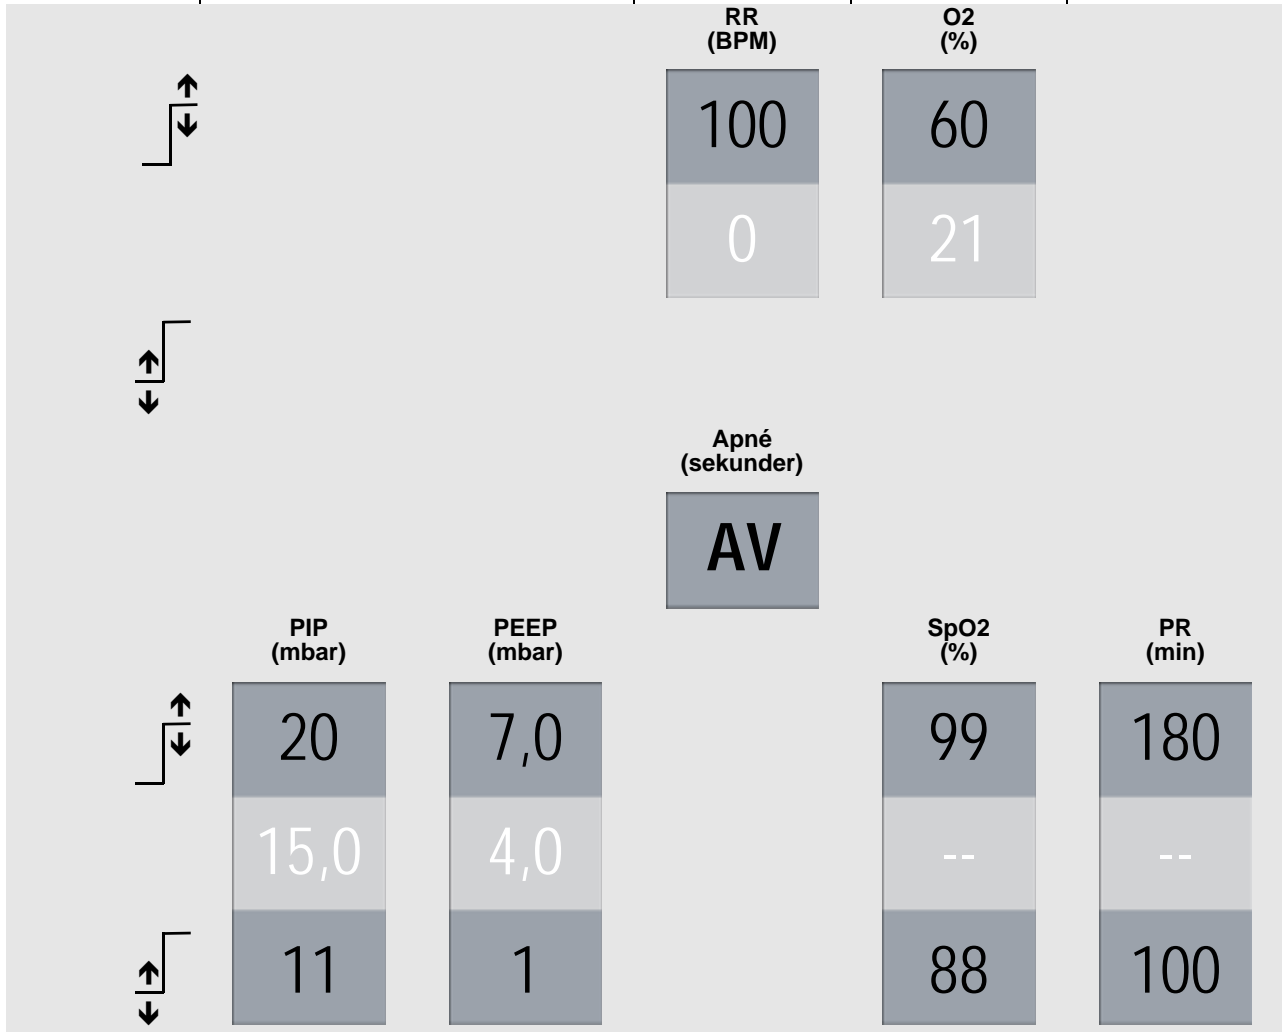 RR
(BPM)
O2
(%)
100
60
0
21
Apné
(sekunder)
AV
PIP
(mbar)
PEEP
(mbar)
SpO2
(%)
PR
(min)
20
7,0
99
180
15,0
4,0
--
--
11
1
88
100